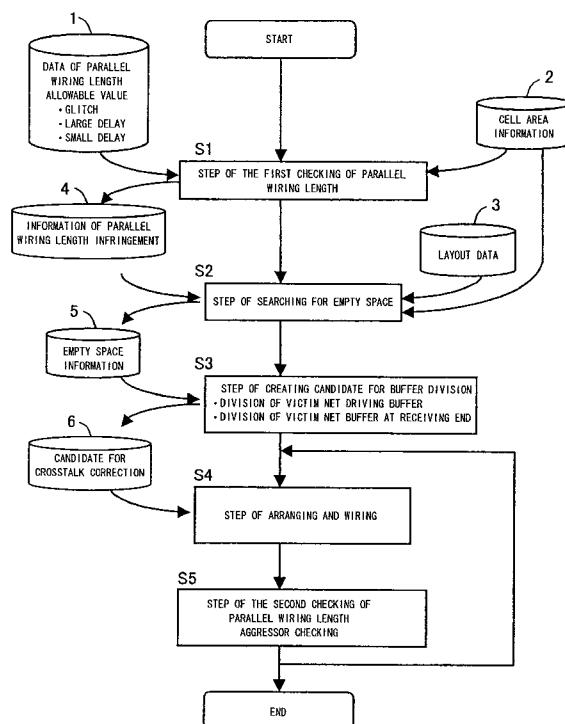 1
DATA OF PARALLEL
WIRING LENGTH
ALLOWABLE VALUE
・GLITCH
・LARGE DELAY
・SMALL DELAY
START
2
CELL AREA
INFORMATION
S1
STEP OF THE FIRST CHECKING OF PARALLEL
WIRING LENGTH
4
INFORMATION OF PARALLEL
WIRING LENGTH INFRINGEMENT
3
LAYOUT DATA
S2
STEP OF SEARCHING FOR EMPTY SPACE
5
EMPTY SPACE
INFORMATION
S3
STEP OF CREATING CANDIDATE FOR BUFFER DIVISION
・DIVISION OF VICTIM NET DRIVING BUFFER
・DIVISION OF VICTIM NET BUFFER AT RECEIVING END
6
CANDIDATE FOR
CROSSTALK CORRECTION
S4
STEP OF ARRANGING AND WIRING
S5
STEP OF THE SECOND CHECKING OF
PARALLEL WIRING LENGTH
AGGRESSOR CHECKING
END